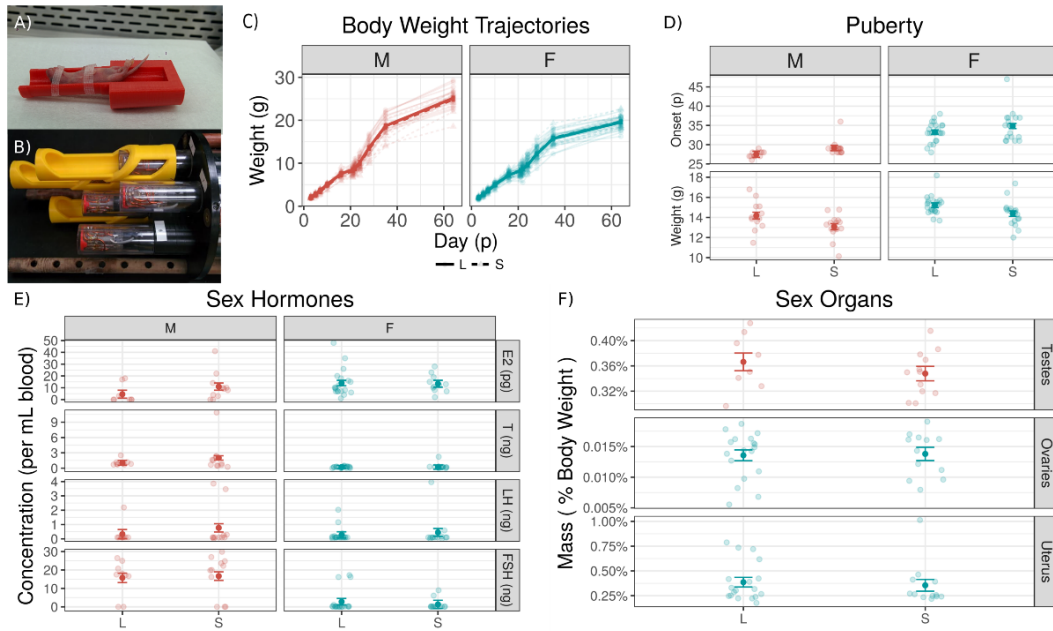 A)
B)
C) Body Weight Trajectories
M F
Weight (g)
30
20
10
0
0 20 40 60 0 20 40 60
Day (p)
L S
D) Puberty
M F
Onset (p)
45
40
35
30
25
Weight (g)
18
16
14
12
10
L S L S
E) Sex Hormones
M F
Concentration (per mL blood)
50
40
30
20
10
0
E2 (pg)
9
6
3
0
T (ng)
4
3
2
1
0
LH (ng)
30
20
10
0
FSH (ng)
L S L S
F) Sex Organs
Mass ( % Body Weight )
0.40%
0.36%
0.32%
Testes
0.015%
0.010%
0.005%
Ovaries
1.00%
0.75%
0.50%
0.25%
Uterus
L S